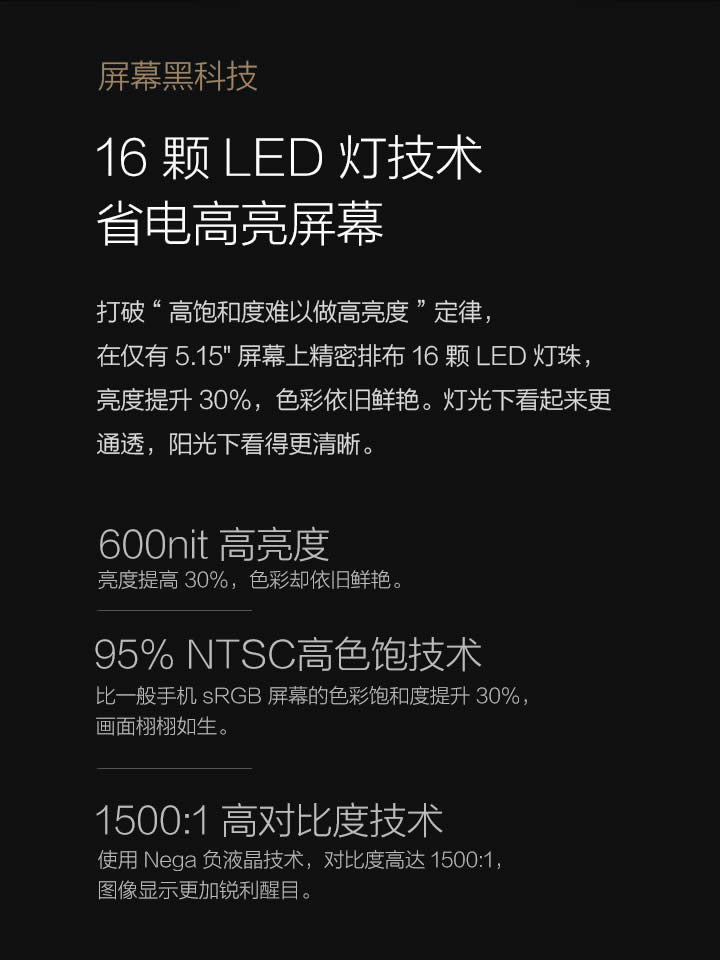 屏幕黑科技
16 颗 LED 灯技术
省电高亮屏幕
打破“ 高饱和度难以做高亮度 ”定律，
在仅有 5.15" 屏幕上精密排布 16 颗 LED 灯珠，
亮度提升 30%，色彩依旧鲜艳。灯光下看起来更
通透，阳光下看得更清晰。
600nit 高亮度
亮度提高 30%，色彩却依旧鲜艳。
95% NTSC高色饱技术
比一般手机 sRGB 屏幕的色彩饱和度提升 30%，
画面栩栩如生。
1500:1 高对比度技术
使用 Nega 负液晶技术，对比度高达 1500:1，
图像显示更加锐利醒目。